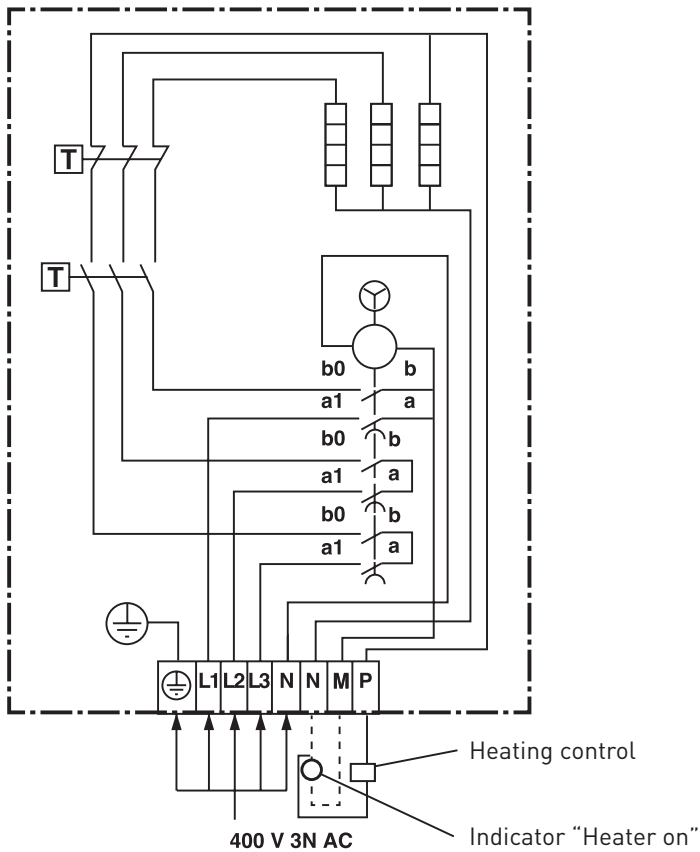 T
T
b0 b
a1 a
b0 b
a1 a
b0 b
a1 a
L1 L2 L3 N N M P
Heating control
Indicator “Heater on”
400 V 3N AC